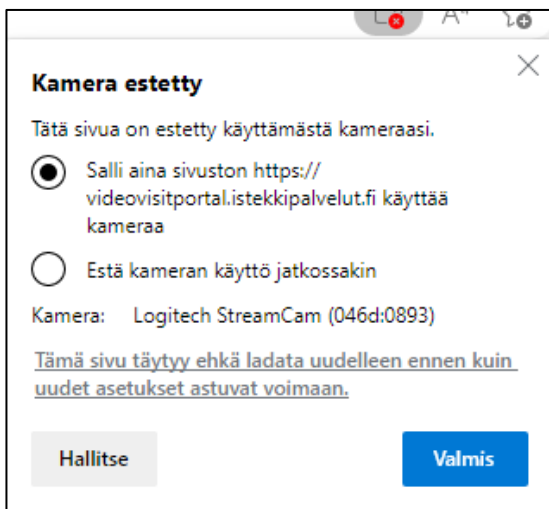 Kamera estetty
Tätä sivua on estetty käyttämästä kameraasi.
Salli aina sivuston https://
videovisitportal.istekkipalvelut.fi käyttää
kameraa
Estä kameran käyttö jatkossakin
Kamera: Logitech StreamCam (046d:0893)
Tämä sivu täytyy ehkä ladata uudelleen ennen kuin
uudet asetukset astuvat voimaan.
Hallitse Valmis